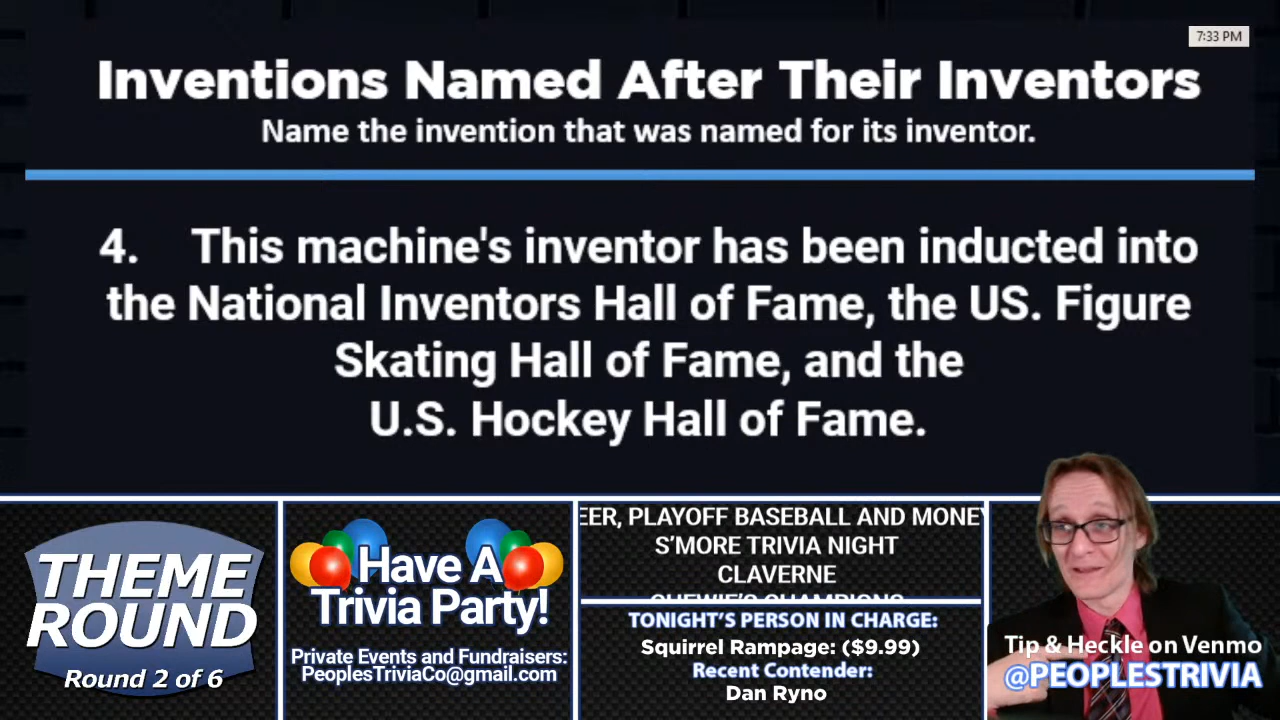 7:33 PM
Inventions Named After Their Inventors
Name the invention that was named for its inventor.
4. This machine's inventor has been inducted into
the National Inventors Hall of Fame, the US. Figure
Skating Hall of Fame, and the
U.S. Hockey Hall of Fame.
THEME
ROUND
Round 2 of 6
Have A
Trivia Party!
Private Events and Fundraisers:
PeoplesTriviaCo@gmail.com
EER, PLAYOFF BASEBALL AND MONEY
S'MORE TRIVIA NIGHT
CLAVERNE
CHEWIE'S CHAMPIONS
TONIGHT'S PERSON IN CHARGE:
Squirrel Rampage: ($9.99)
Recent Contender:
Dan Ryno
Tip & Heckle on Venmo
@PEOPLESTRIVIA